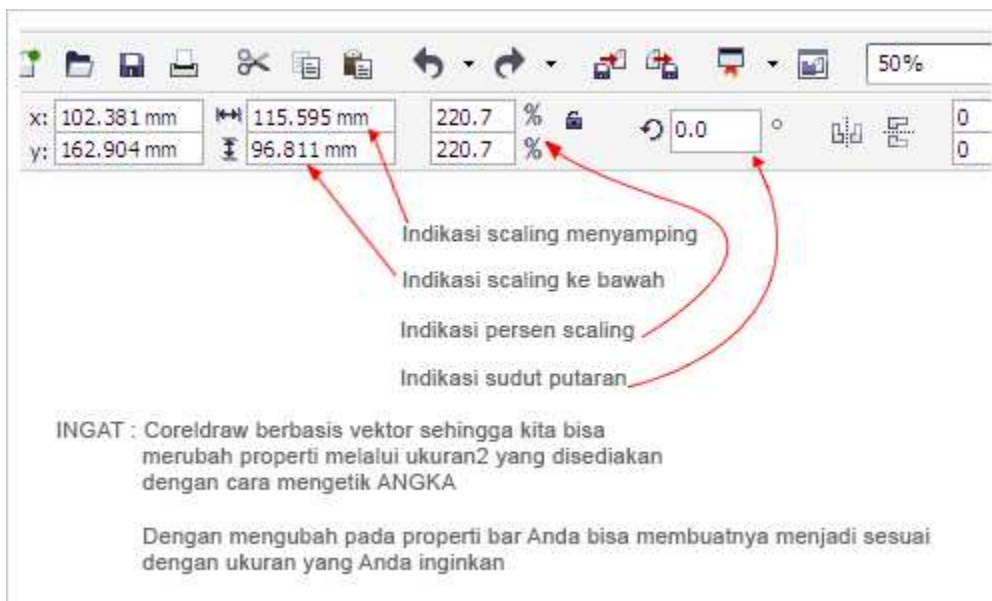 50%
x: 102.381 mm 115.595 mm 220.7 % 0.0 ° 0
y: 162.904 mm 96.811 mm 220.7 % 0
Indikasi scaling menyamping
Indikasi scaling ke bawah
Indikasi persen scaling
Indikasi sudut putaran
INGAT : Coreldraw berbasis vektor sehingga kita bisa
merubah properti melalui ukuran2 yang disediakan
dengan cara mengetik ANGKA
Dengan mengubah pada properti bar Anda bisa membuatnya menjadi sesuai
dengan ukuran yang Anda inginkan